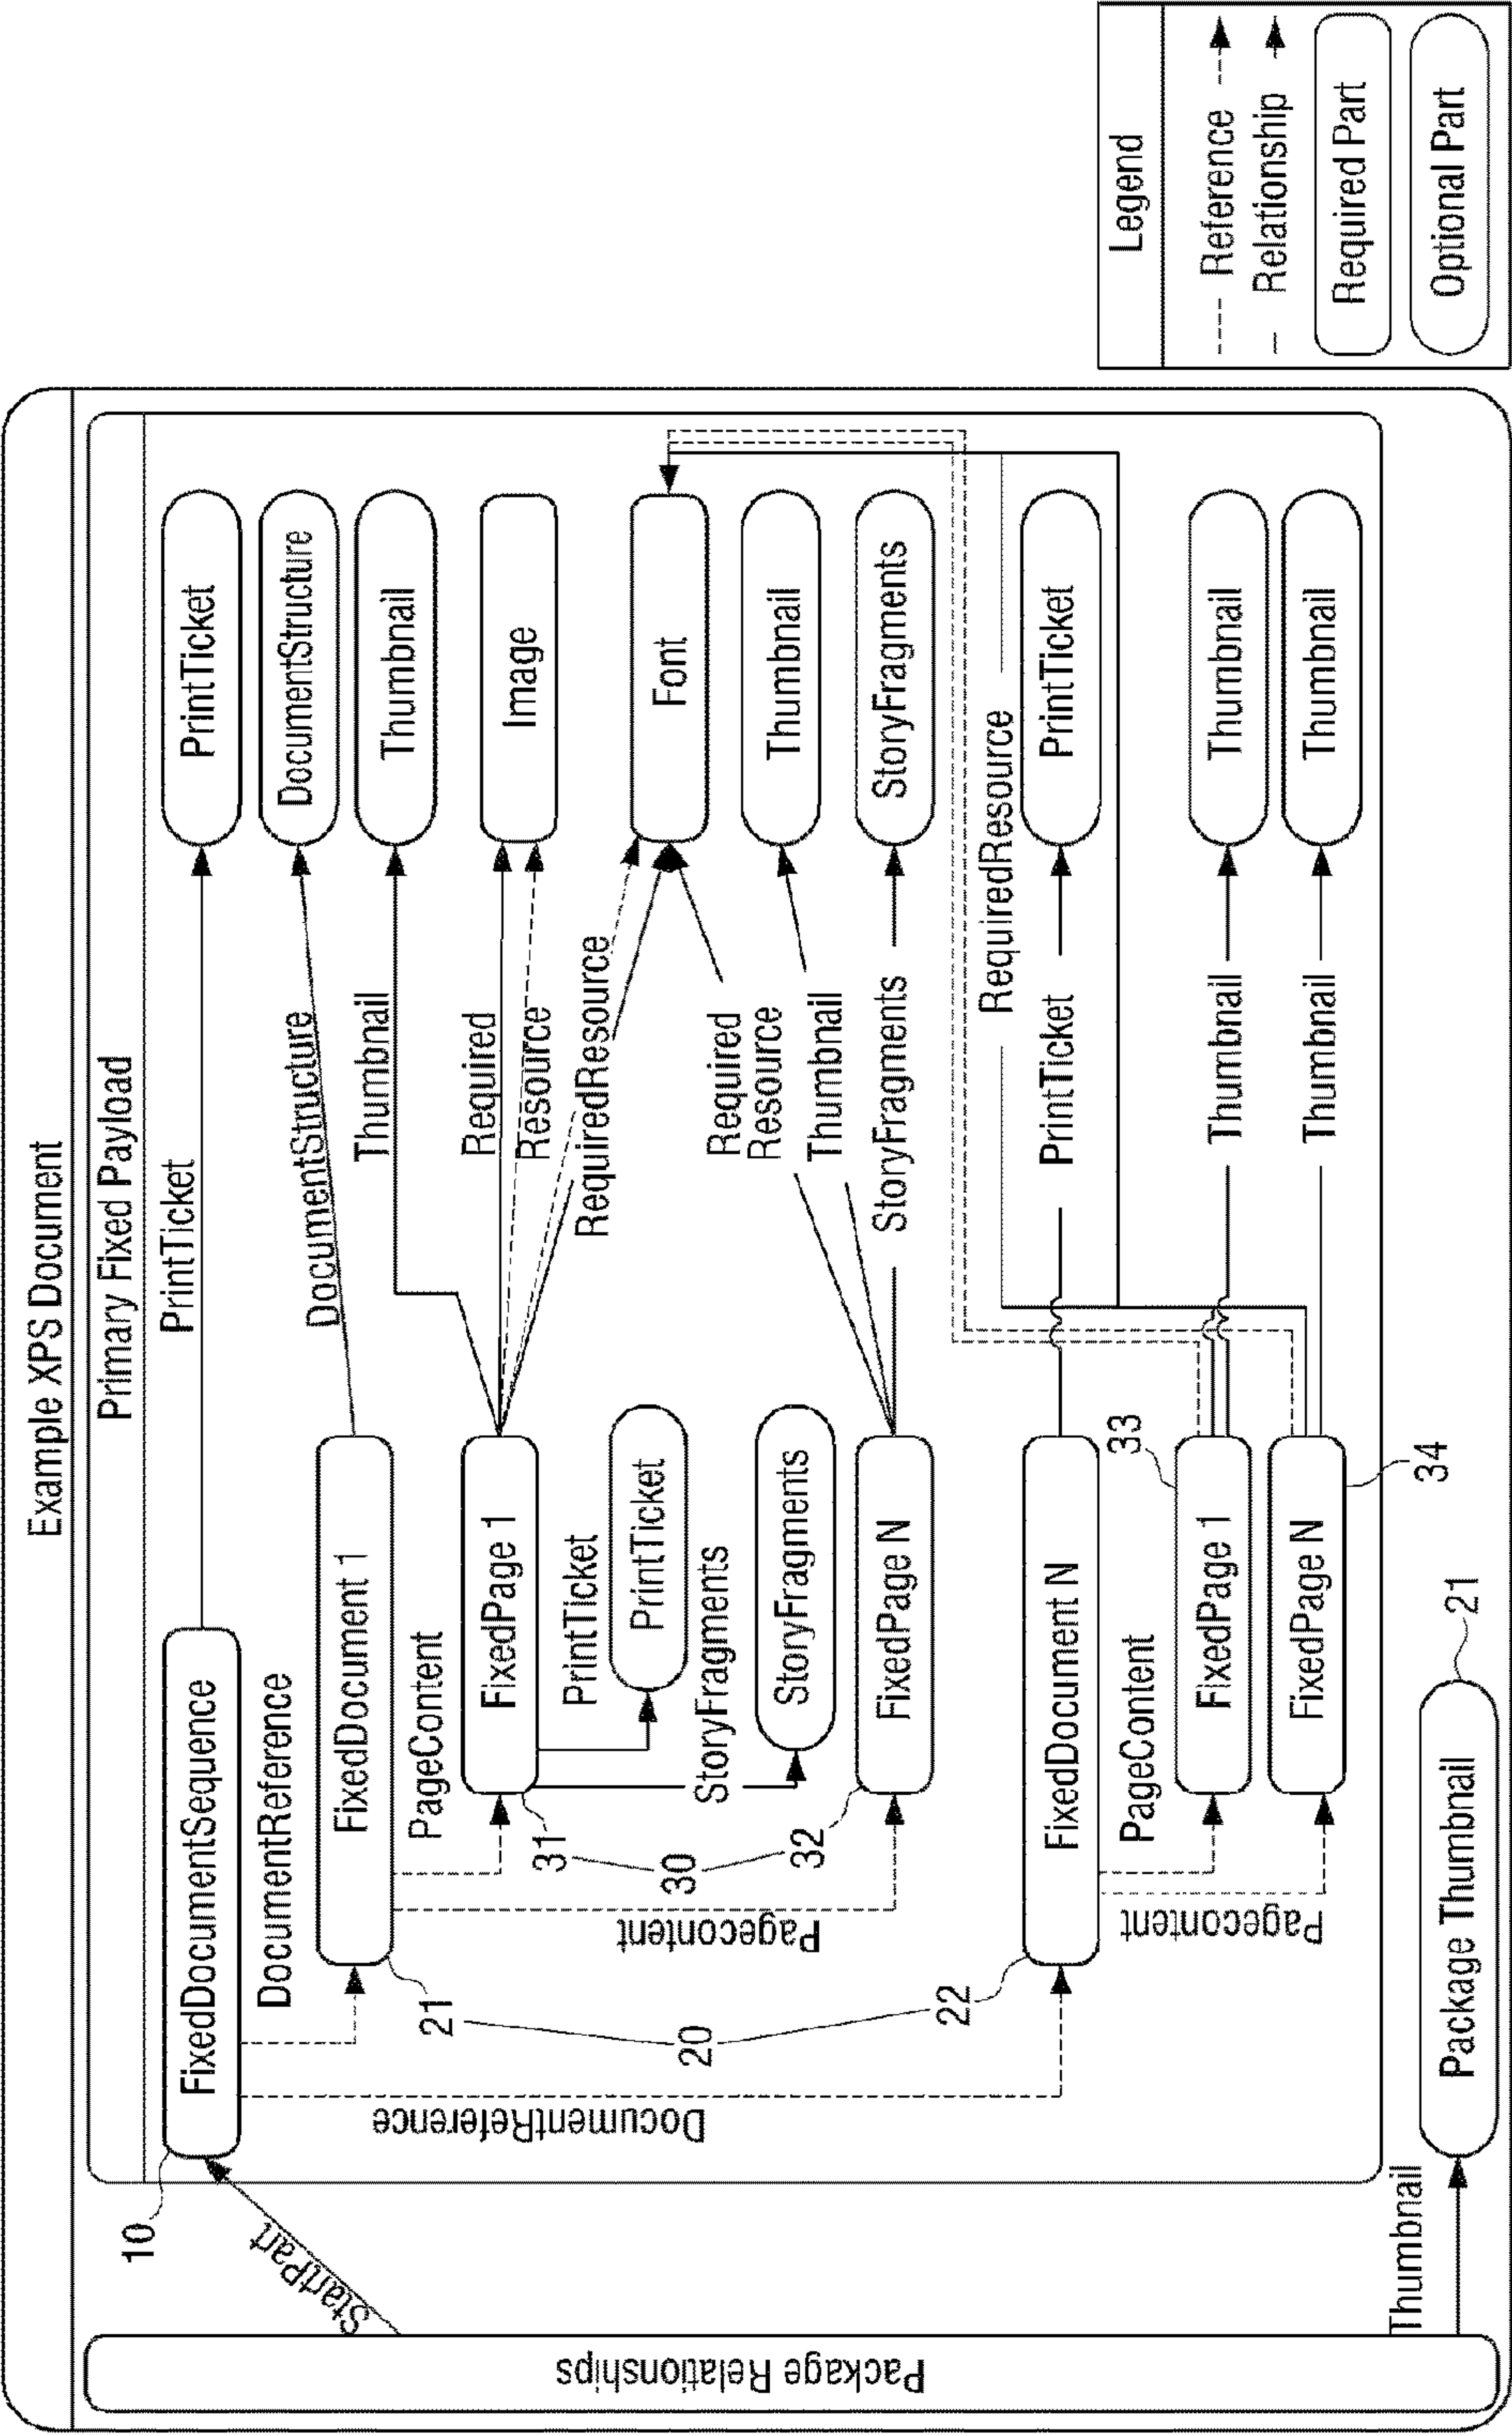 Example XPS Document
Primary Fixed Payload
Package Relationships
StartPart
10
FixedDocumentSequence
PrintTicket
PrintTicket
DocumentReference
DocumentReference
20
21
FixedDocument 1
DocumentStructure
DocumentStructure
PageContent
Pagecontent
30
31
FixedPage 1
Thumbnail
Thumbnail
Required
Resource
Image
RequiredResource
Font
PrintTicket
PrintTicket
StoryFragments
StoryFragments
32
FixedPage N
Required
Resource
Thumbnail
Thumbnail
StoryFragments
StoryFragments
RequiredResource
22
FixedDocument N
PrintTicket
PrintTicket
PageContent
Pagecontent
33
FixedPage 1
Thumbnail
Thumbnail
FixedPage N
34
Thumbnail
Thumbnail
Thumbnail
Package Thumbnail
21
Legend
Reference
Relationship
Required Part
Optional Part